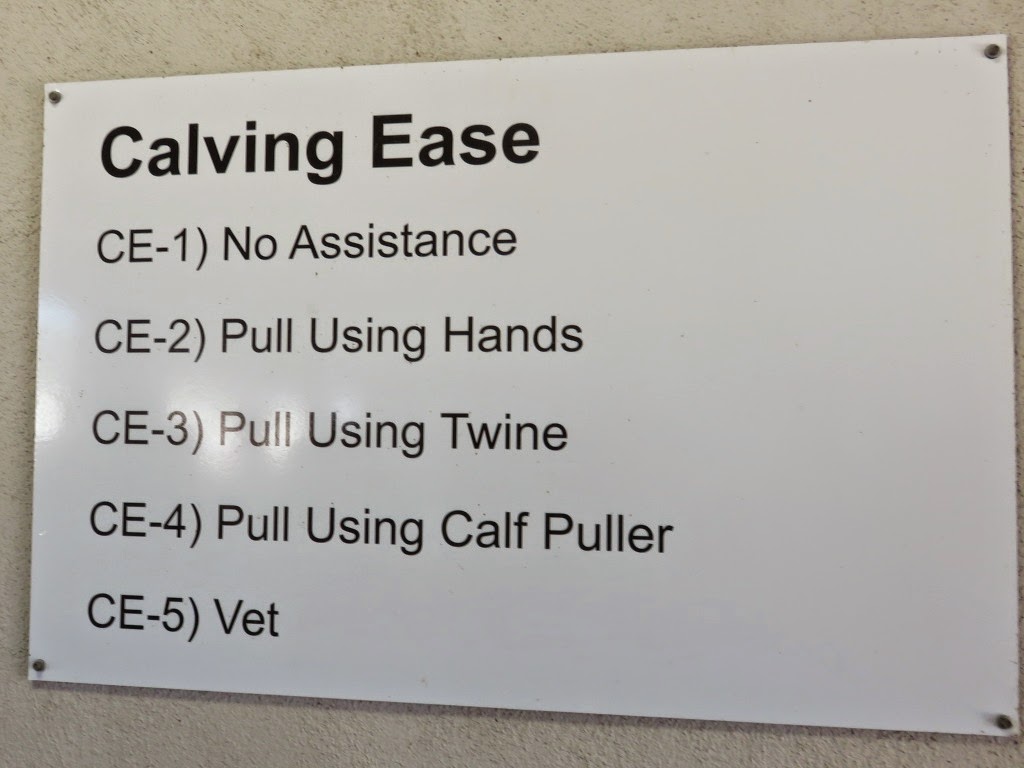 Calving Ease
CE-1) No Assistance
CE-2) Pull Using Hands
CE-3) Pull Using Twine
CE-4) Pull Using Calf Puller
CE-5) Vet